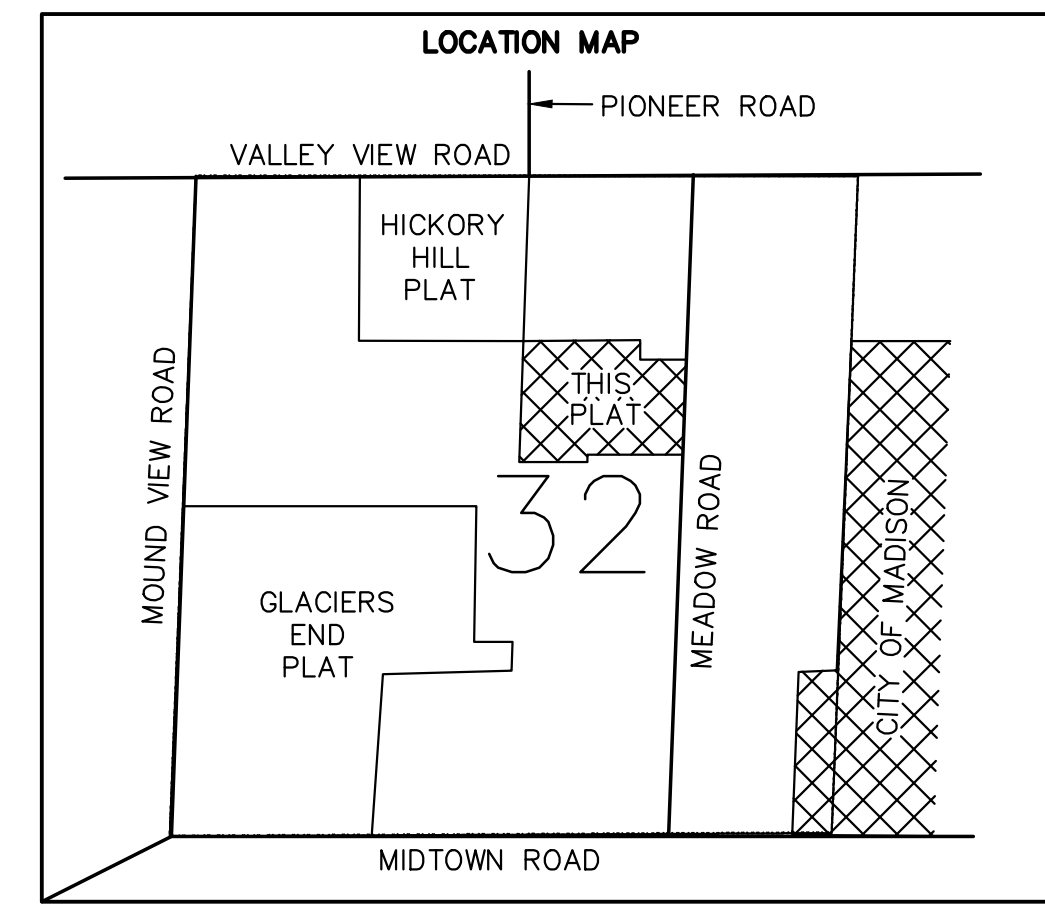 LOCATION MAP
PIONEER ROAD
VALLEY VIEW ROAD
HICKORY
HILL
PLAT
THIS
PLAT
MOUND VIEW ROAD
32
MEADOW ROAD
CITY OF MADISON
GLACIERS
END
PLAT
MIDTOWN ROAD